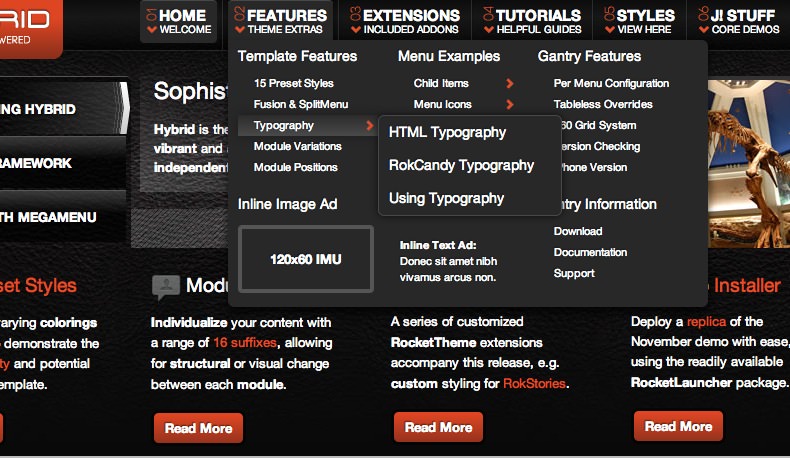 RID
WERED
01 HOME
WELCOME
02 FEATURES
THEME EXTRAS
03 EXTENSIONS
INCLUDED ADDONS
04 TUTORIALS
HELPFUL GUIDES
05 STYLES
VIEW HERE
06 J! STUFF
CORE DEMOS
NG HYBRID
RAMEWORK
TH MEGAMENU
Sophis
Hybrid is the
vibrant and
independen
Template Features
15 Preset Styles
Fusion & SplitMenu
Typography
Module Variations
Module Positions
Menu Examples
Child Items
Menu Icons
HTML Typography
RokCandy Typography
Using Typography
Gantry Features
Per Menu Configuration
Tableless Overrides
60 Grid System
ersion Checking
hone Version
Inline Image Ad
120x60 IMU
Inline Text Ad:
Donec sit amet nibh
vivamus arcus non.
ntry Information
Download
Documentation
Support
set Styles
arying colorings
demonstrate the
ty and potential
emplate.
Modu
Individualize your content with
a range of 16 suffixes, allowing
for structural or visual change
between each module.
Read More
A series of customized
RocketTheme extensions
accompany this release, e.g.
custom styling for RokStories.
Read More
Installer
Deploy a replica of the
November demo with ease,
using the readily available
RocketLauncher package.
Read More